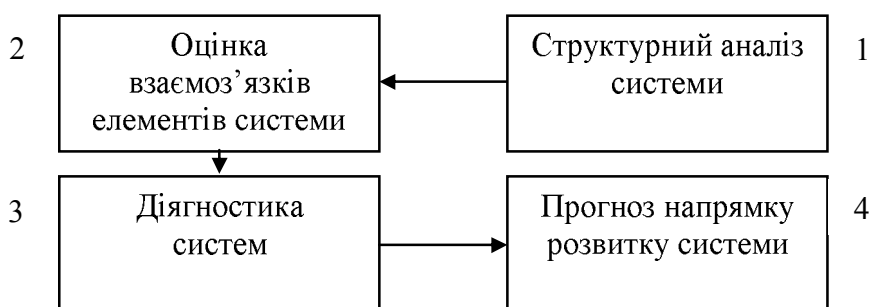 2
Оцінка
взаємоз’язків
елементів системи
Структурний аналіз
системи
1
3
Діягностика
систем
Прогноз напрямку
розвитку системи
4